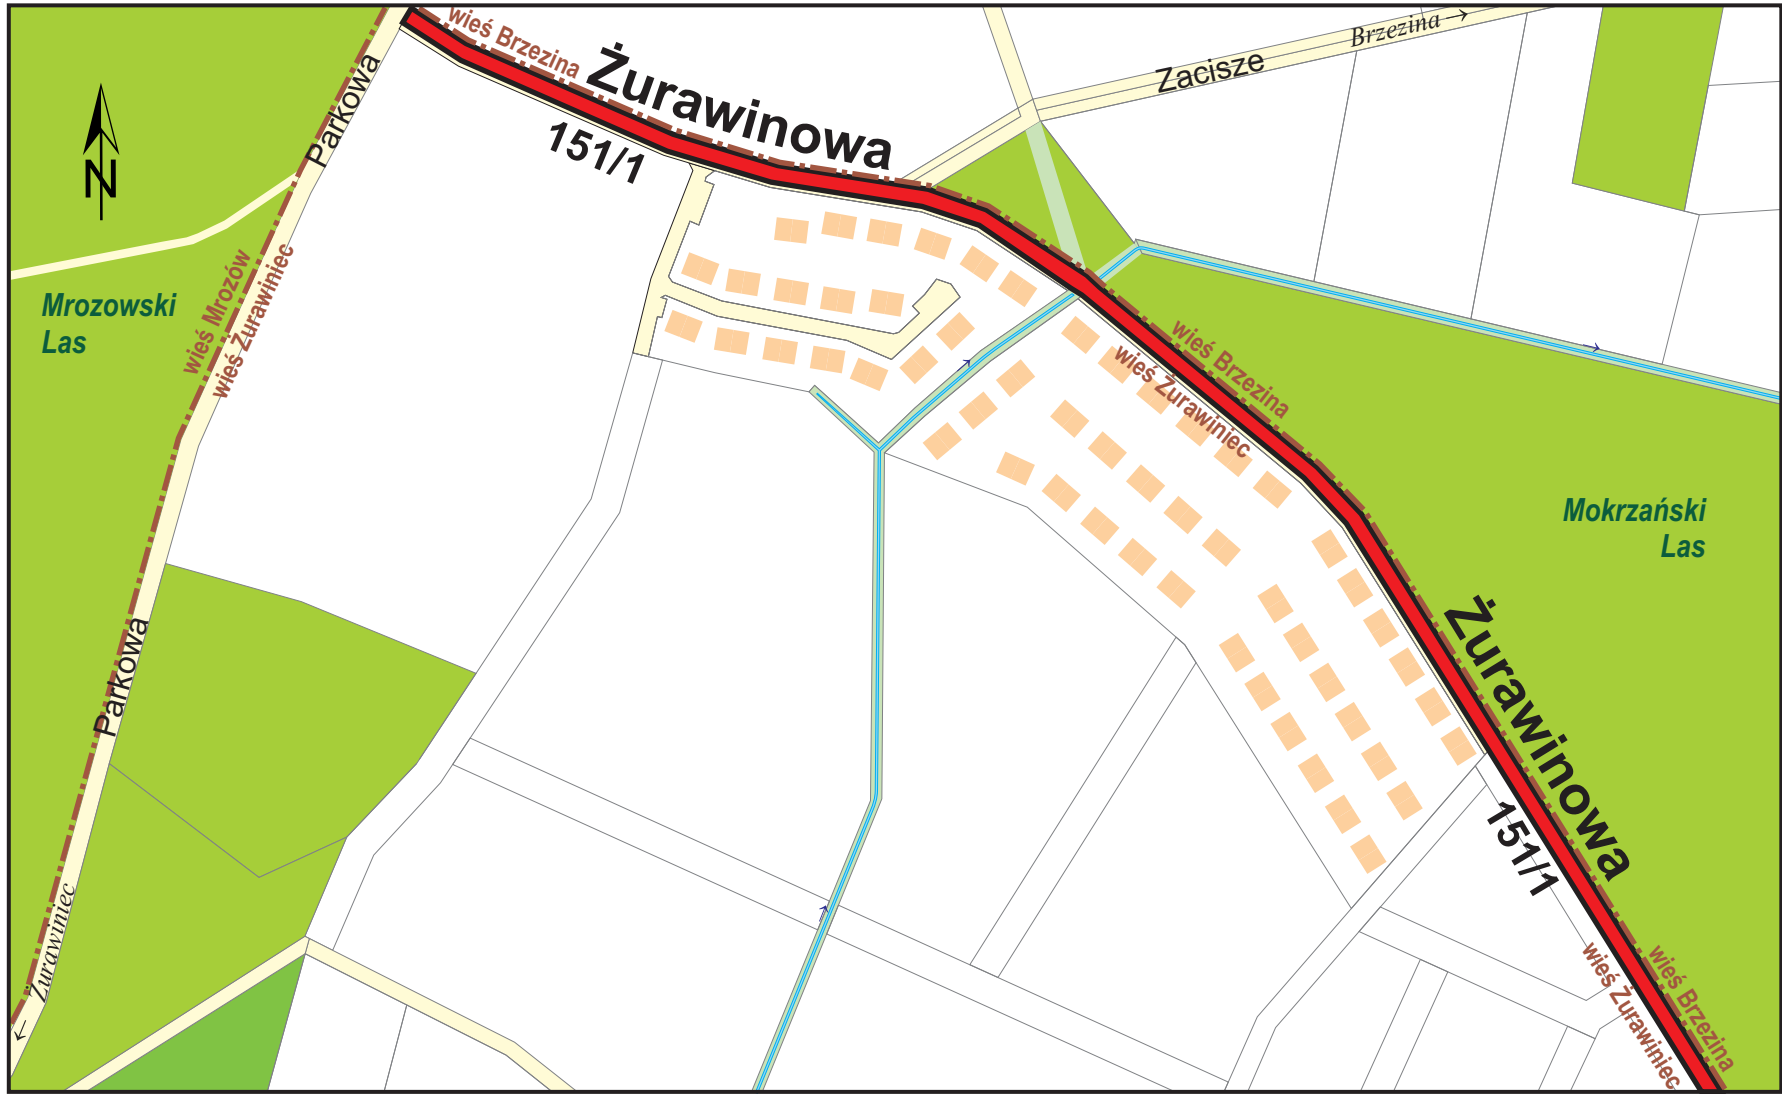 wieś Brzezina
Żurawinowa
151/1
Parkowa
Zacisze
Brzezina →
N
Mrozowski
Las
wieś Mrozów
wieś Żurawiniec
wieś Brzezina
wieś Żurawiniec
Mokrzański
Las
Parkowa
Żurawinowa
151/1
← Żurawiniec
wieś Brzezina
wieś Żurawiniec